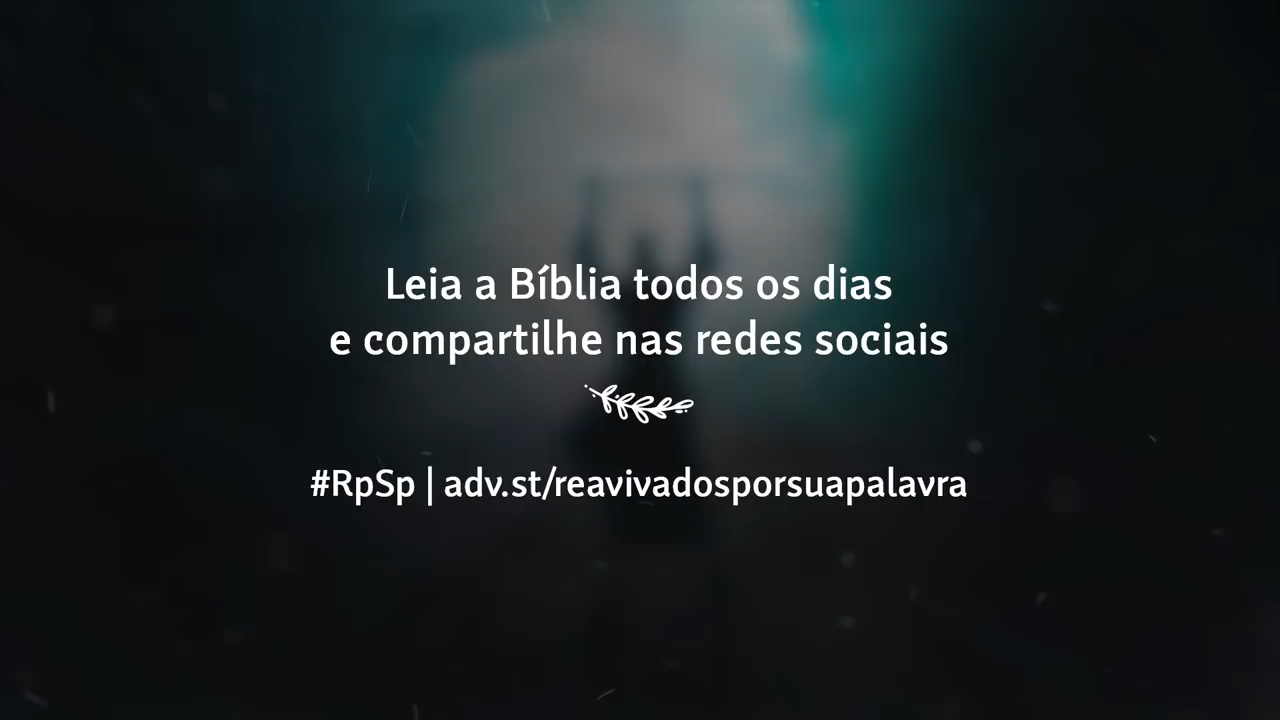 Leia a Bíblia todos os dias
e compartilhe nas redes sociais
#RpSp | adv.st/reavivadosporsuapalavra